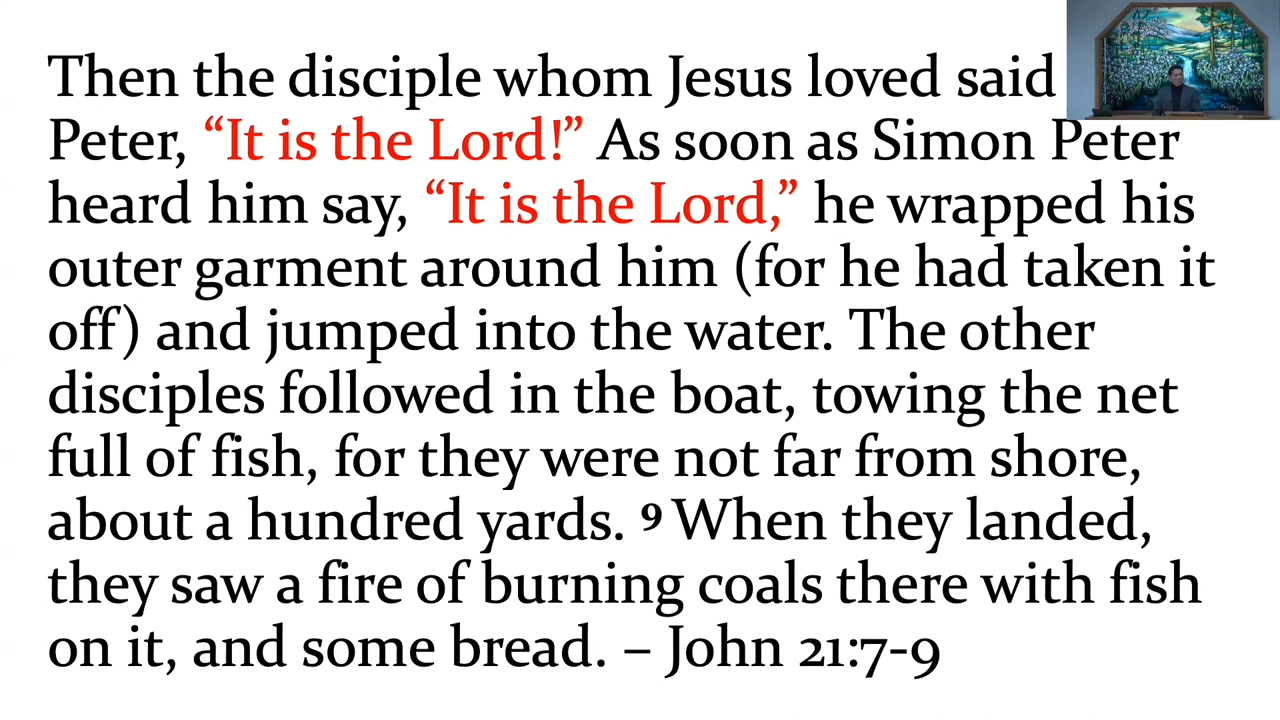 Then the disciple whom Jesus loved said
Peter, “It is the Lord!” As soon as Simon Peter
heard him say, “It is the Lord,” he wrapped his
outer garment around him (for he had taken it
off) and jumped into the water. The other
disciples followed in the boat, towing the net
full of fish, for they were not far from shore,
about a hundred yards. 9 When they landed,
they saw a fire of burning coals there with fish
on it, and some bread. – John 21:7-9